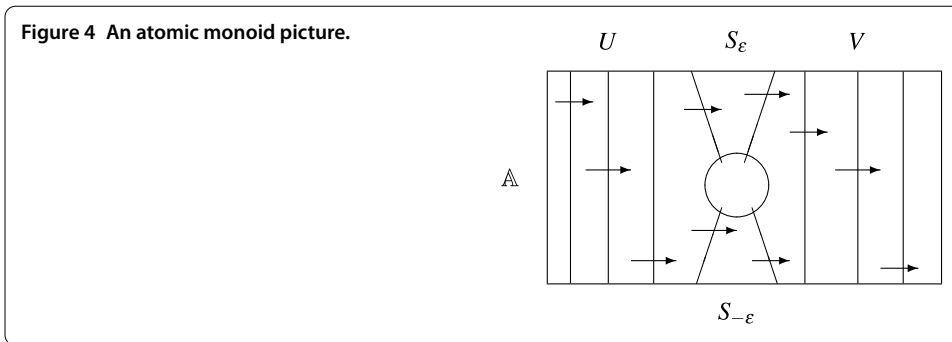 Figure 4 An atomic monoid picture.
U S_ε V
𝔸
S_{-ε}